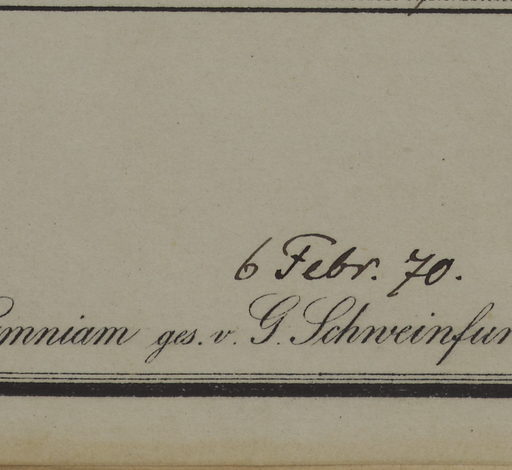 6 Febr. 70.
mniam ges. v. G. Schweinfur